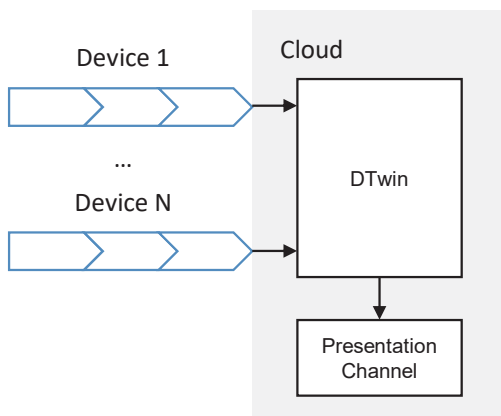 Cloud
Device 1
...
Device N
DTwin
Presentation
Channel